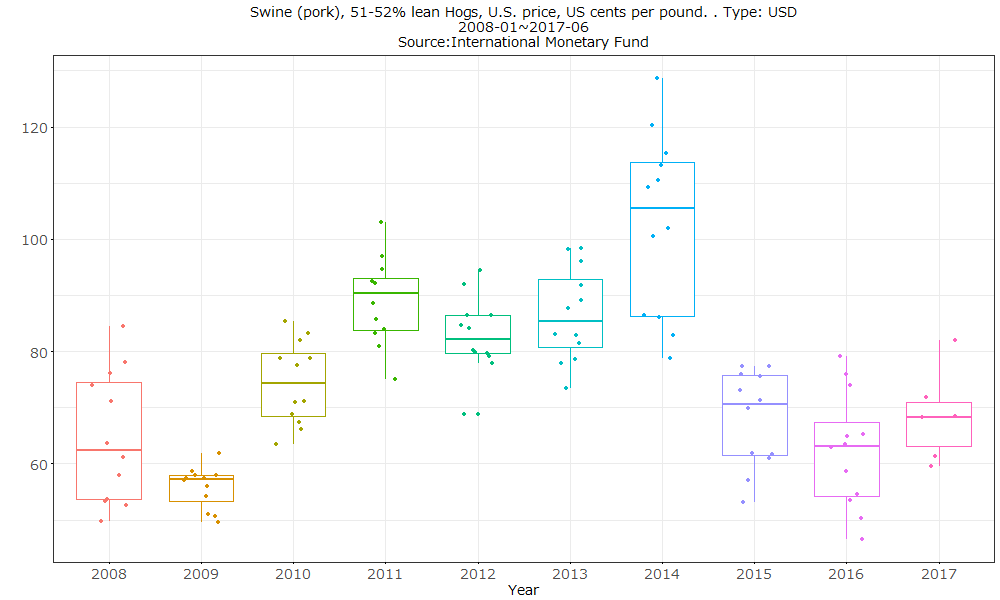 Swine (pork), 51-52% lean Hogs, U.S. price, US cents per pound. . Type: USD
2008-01~2017-06
Source:International Monetary Fund
120
100
80
60
2008 2009 2010 2011 2012 2013 2014 2015 2016 2017
Year